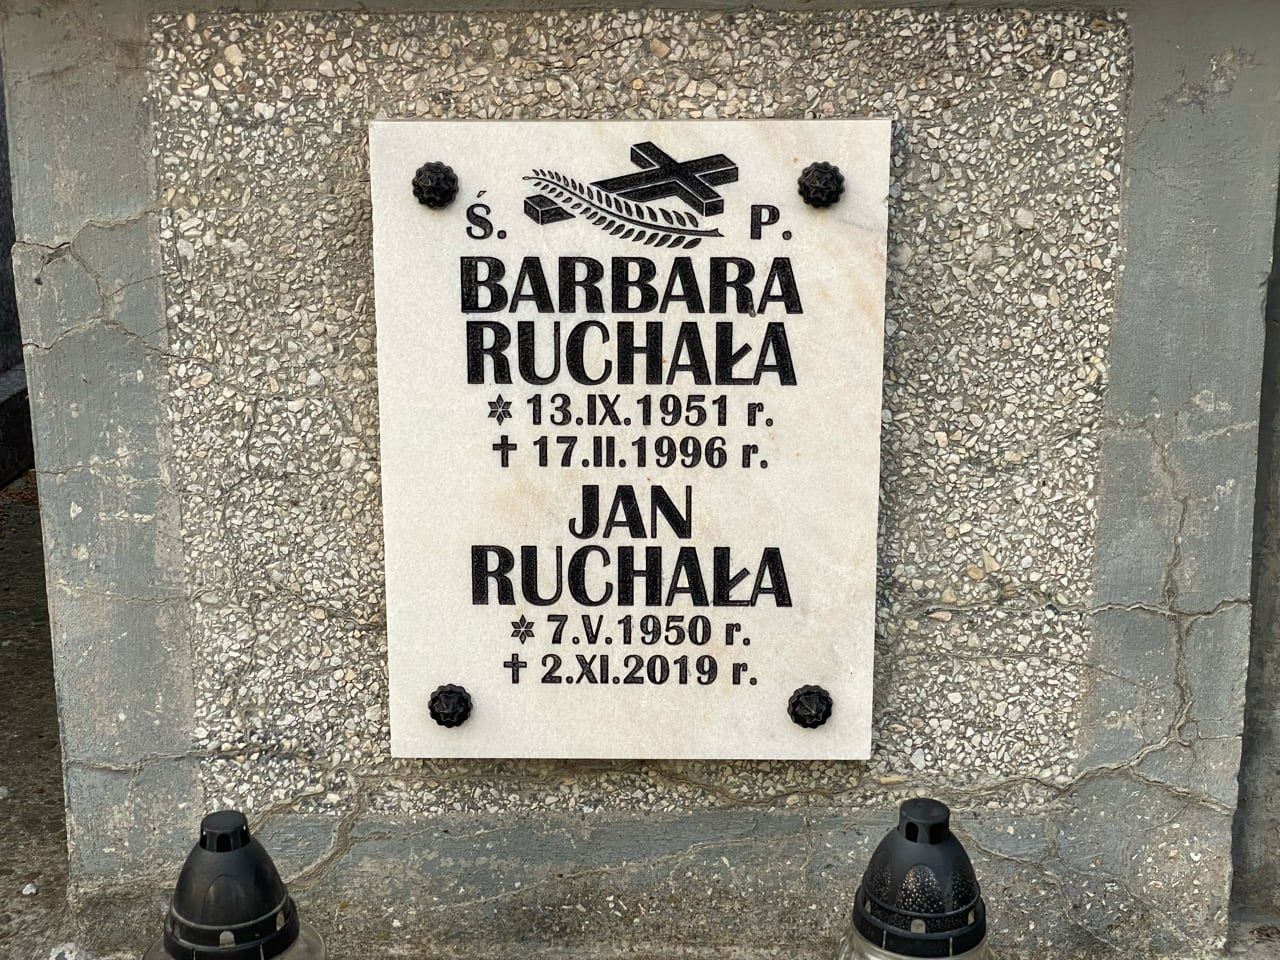 Ś. P.
BARBARA
RUCHAŁA
✶ 13.IX.1951 r.
✝ 17.II.1996 r.
JAN
RUCHAŁA
✶ 7.V.1950 r.
✝ 2.XI.2019 r.